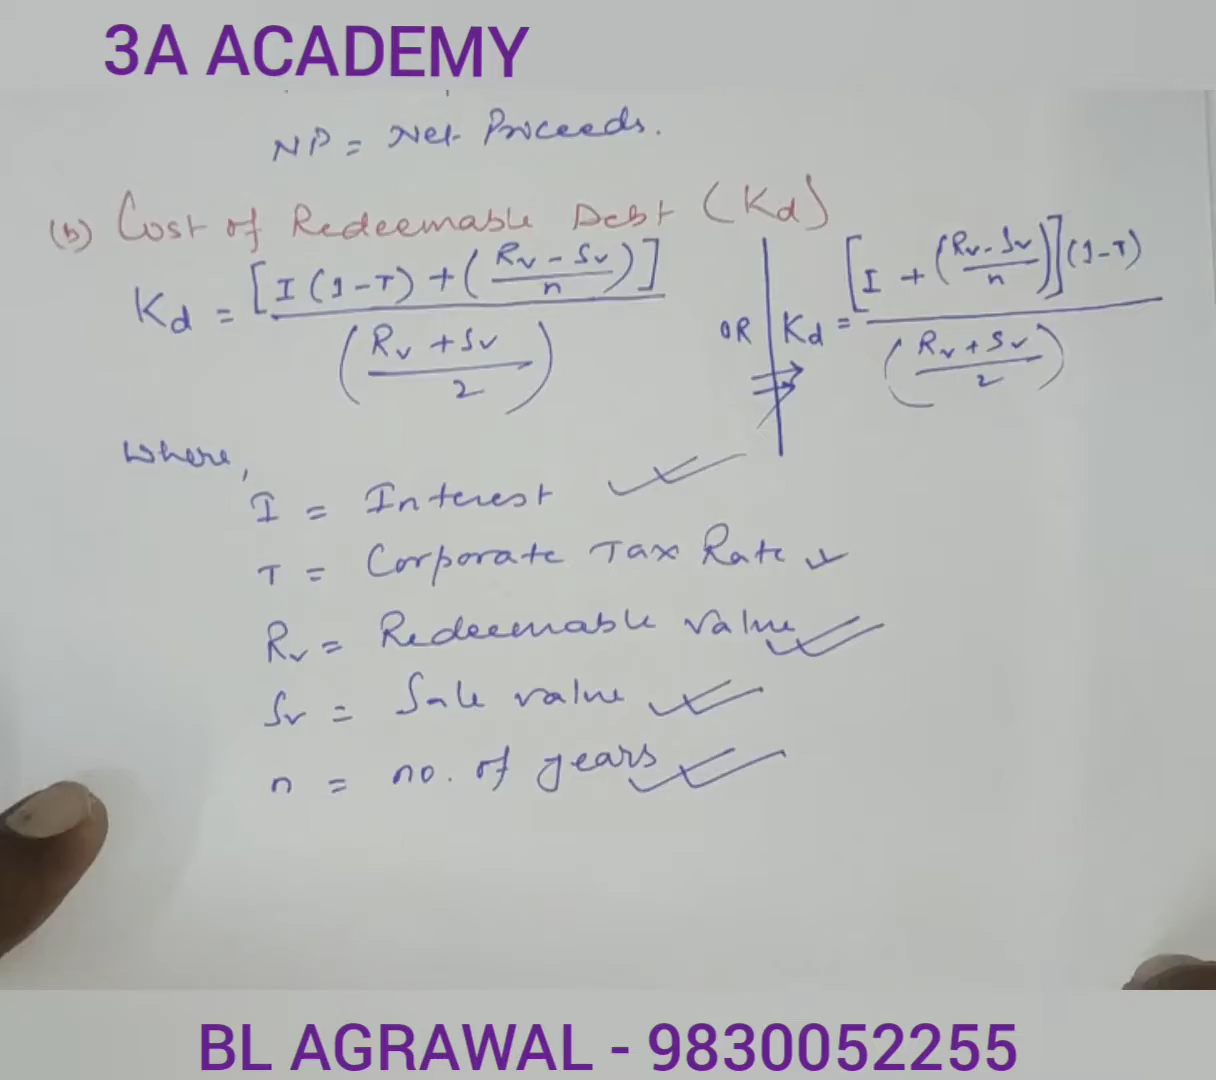 3A ACADEMY
NP = Net Proceeds.
(b) Cost of Redeemable Debt (Kd)
Kd = [I (1-T) + ((Rv - Sv)/n)] / ((Rv + Sv)/2) OR Kd = [I + ((Rv - Sv)/n)] (1-T) / ((Rv + Sv)/2)
Where,
I = Interest
T = Corporate Tax Rate
Rv = Redeemable value
Sv = Sale value
n = no. of years
BL AGRAWAL - 9830052255